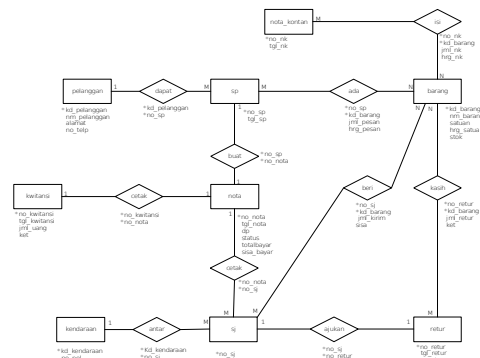 nota_kontan
M
isi
*no_nk
tgl_nk
*no_nk
*kd_barang
jml_nk
hrg_nk
N
pelanggan
1
dapat
M
sp
M
ada
N
barang
*kd_pelanggan
nm_pelanggan
alamat
no_telp
*kd_pelanggan
*no_sp
1
*no_sp
tgl_sp
*no_sp
*kd_barang
jml_pesan
hrg_pesan
N
N
*kd_barang
nm_baran
satuan
hrg_satua
stok
buat
*no_sp
*no_nota
1
kwitansi
1
cetak
1
nota
beri
kasih
*no_kwitansi
tgl_kwitansi
jml_uang
ket
*no_kwitansi
*no_nota
1
*no_nota
tgl_nota
dp
status
totalbayar
sisa_bayar
*no_sj
*kd_barang
jml_kirim
sisa
*no_retur
*kd_barang
jml_retur
ket
cetak
*no_nota
*no_sj
M
M
M
kendaraan
1
antar
M
sj
1
ajukan
1
retur
*kd_kendaraan
*Kd_kendaraan
*no_sj
*no_sj
*no_retur
*no_retur
tgl_retur